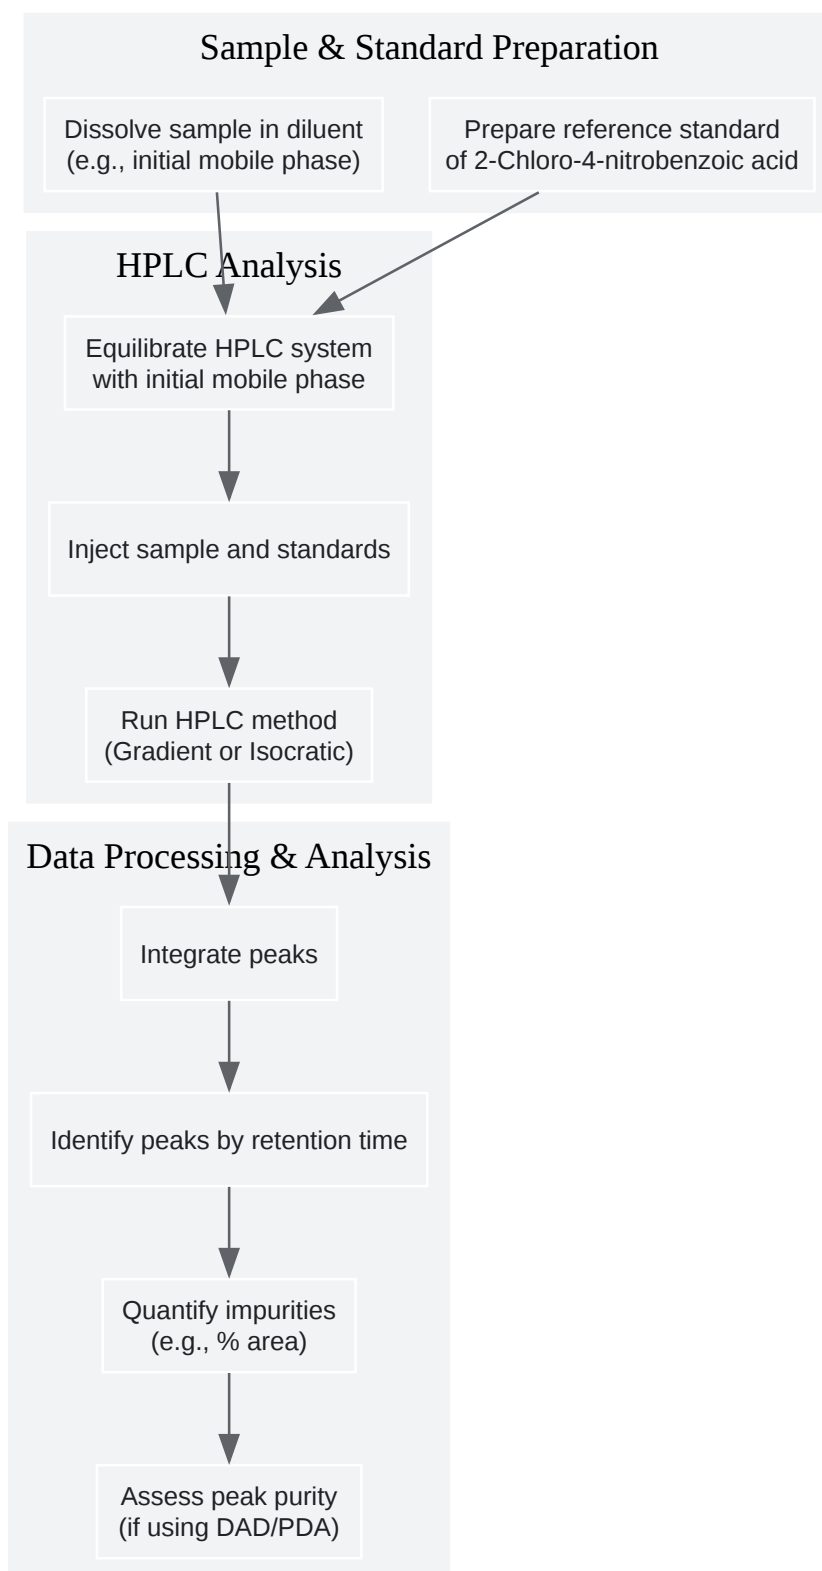 Sample & Standard Preparation
Dissolve sample in diluent
(e.g., initial mobile phase)
Prepare reference standard
of 2-Chloro-4-nitrobenzoic acid
HPLC Analysis
Equilibrate HPLC system
with initial mobile phase
Inject sample and standards
Run HPLC method
(Gradient or Isocratic)
Data Processing & Analysis
Integrate peaks
Identify peaks by retention time
Quantify impurities
(e.g., % area)
Assess peak purity
(if using DAD/PDA)